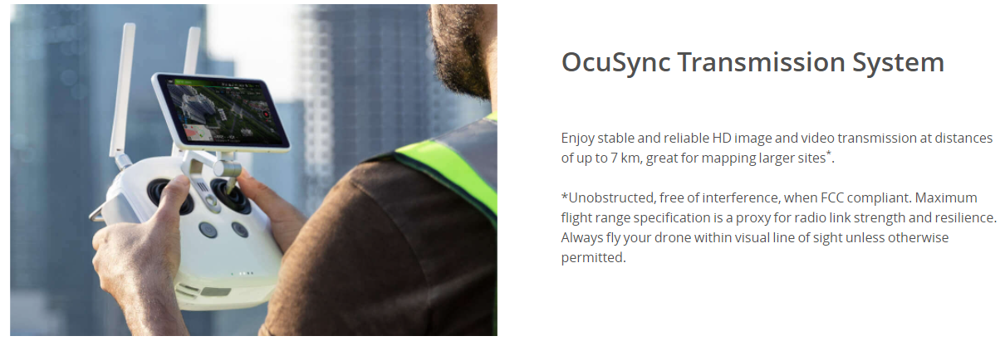 OcuSync Transmission System
Enjoy stable and reliable HD image and video transmission at distances
of up to 7 km, great for mapping larger sites*.
*Unobstructed, free of interference, when FCC compliant. Maximum
flight range specification is a proxy for radio link strength and resilience.
Always fly your drone within visual line of sight unless otherwise
permitted.